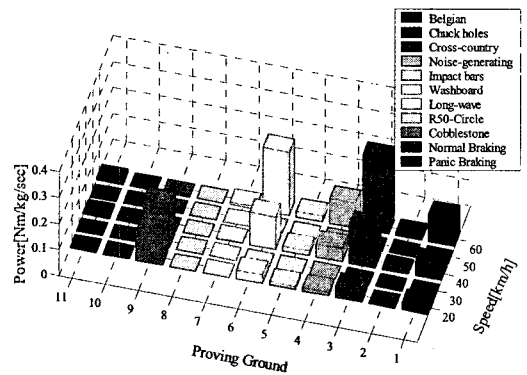 Belgian
Chuck holes
Cross-country
Noise-generating
Impact bars
Washboard
Long-wave
R50-Circle
Cobblestone
Normal Braking
Panic Braking
0.4
0.3
0.2
0.1
0
Power[Nm/kg/sec]
11
10
9
8
7
6
5
4
3
2
1
Proving Ground
60
50
40
30
20
Speed[km/h]